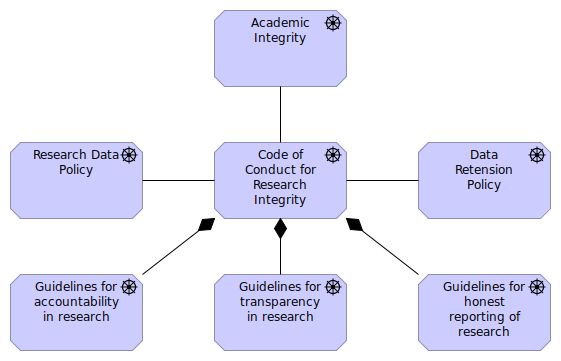 Academic
Integrity
Research Data
Policy
Code of
Conduct for
Research
Integrity
Data
Retension
Policy
Guidelines for
accountability
in research
Guidelines for
transparency
in research
Guidelines for
honest
reporting of
research